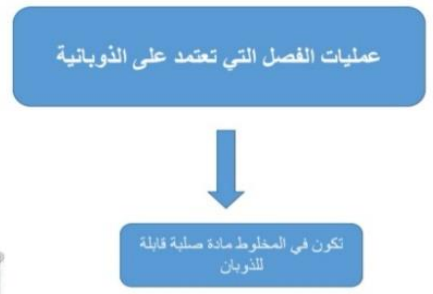 عمليات الفصل التي تعتمد على الذوبانية
تكون في المخلوط مادة صلبة قابلة
للذوبان